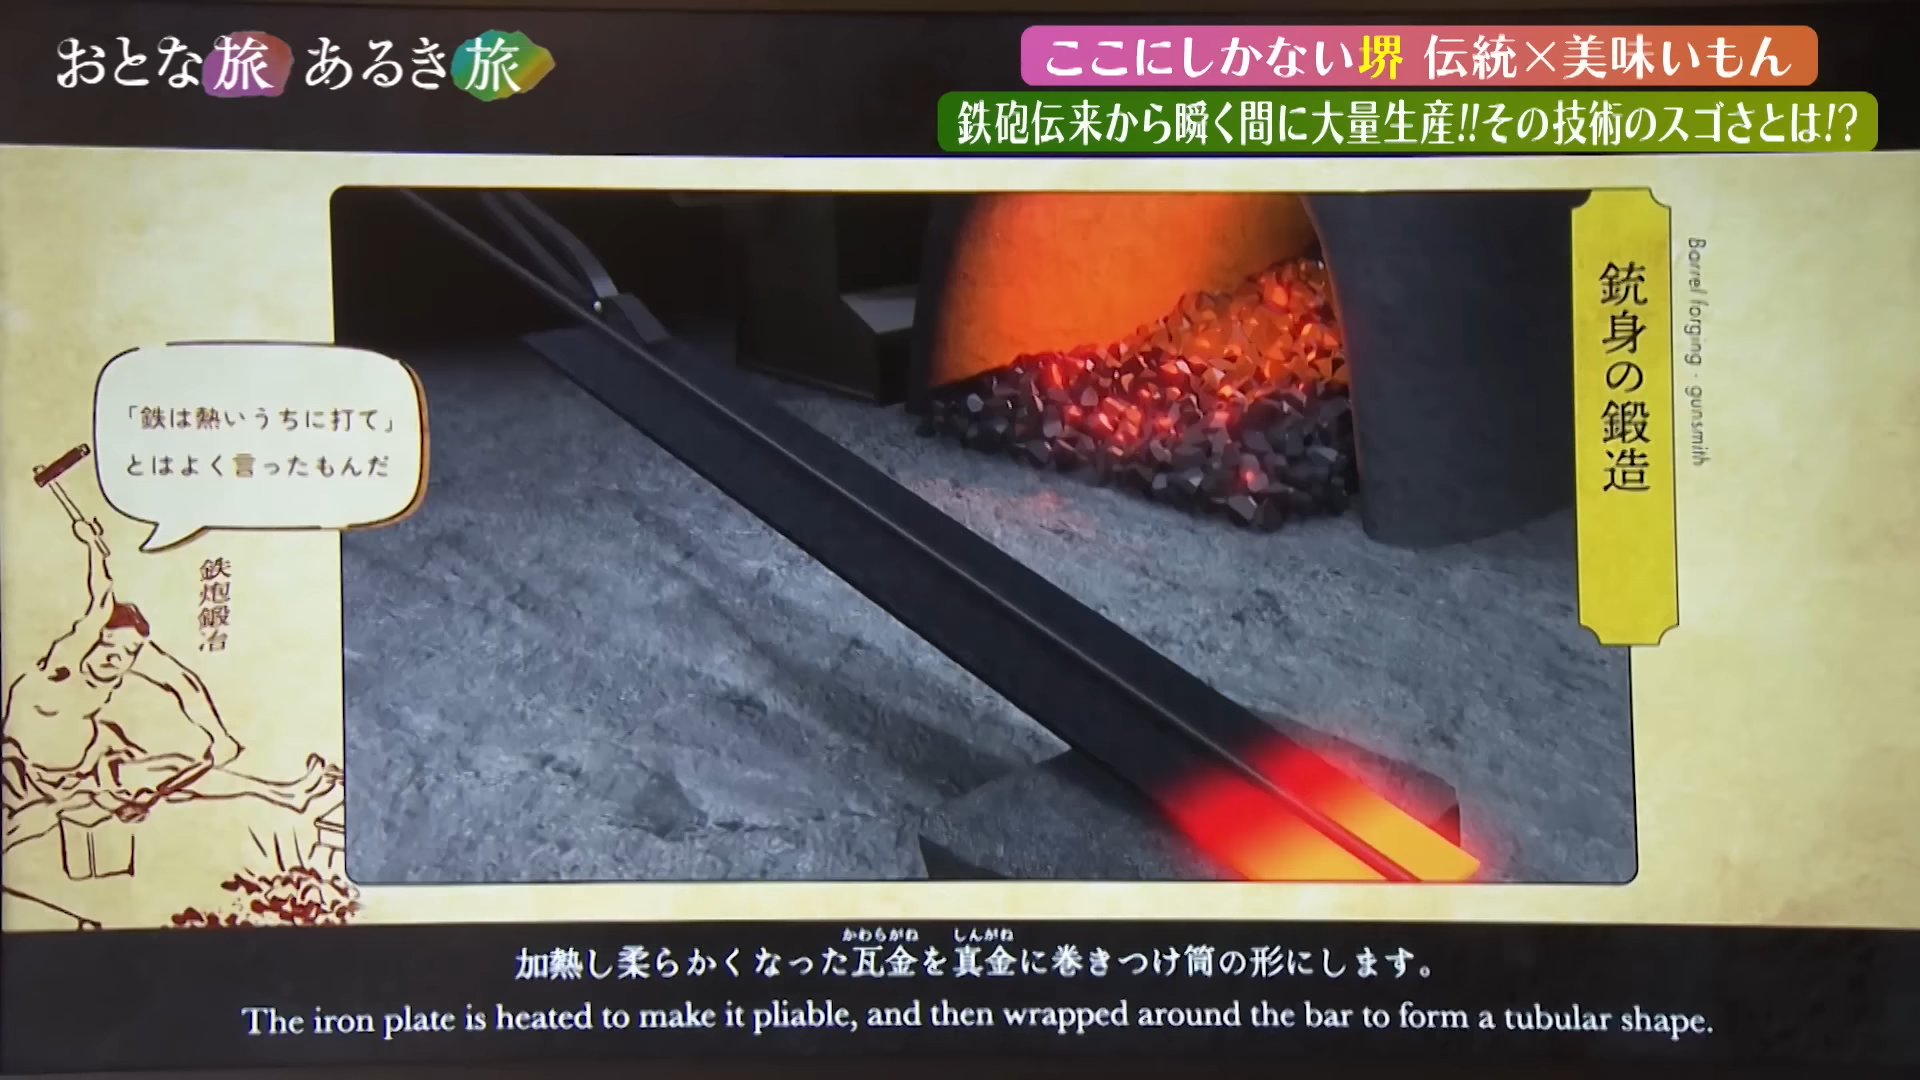 おとな旅 あるき旅
ここにしかない堺 伝統×美味いもん
鉄砲伝来から瞬く間に大量生産!!その技術のスゴさとは!?
銃身の鍛造
Barrel forging - gunsmith
「鉄は熱いうちに打て」
とはよく言ったもんだ
鉄炮鍛冶
かわらがね しんがね
加熱し柔らかくなった瓦金を真金に巻きつけ筒の形にします。
The iron plate is heated to make it pliable, and then wrapped around the bar to form a tubular shape.